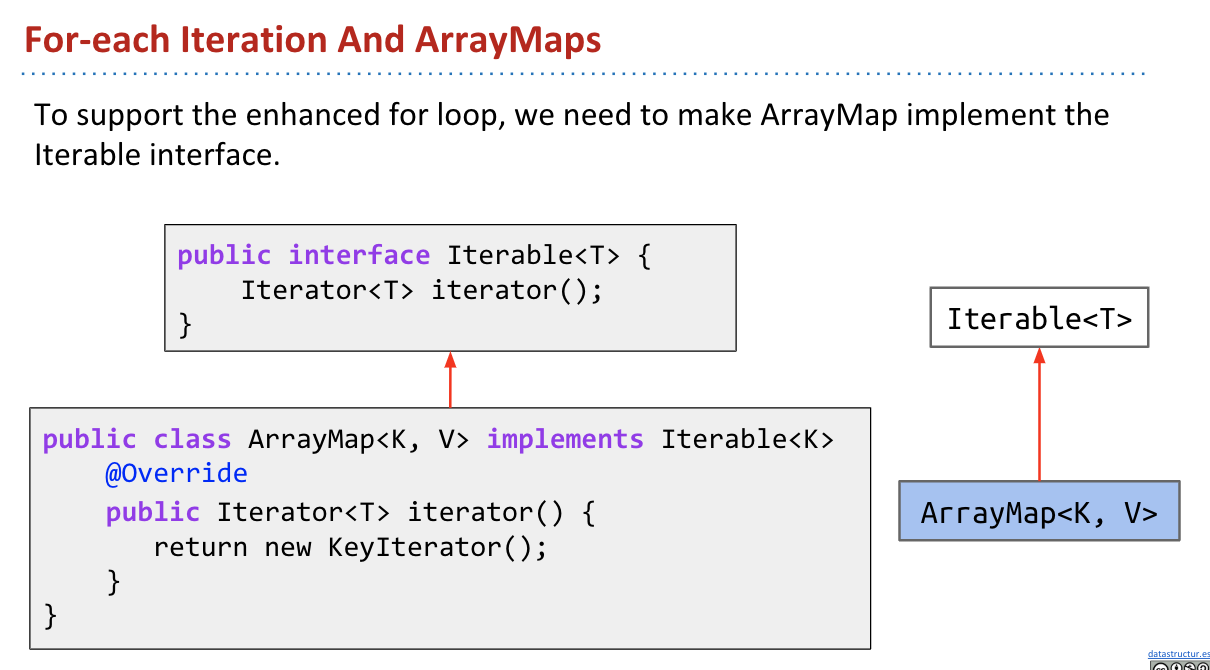 For-each Iteration And ArrayMaps
To support the enhanced for loop, we need to make ArrayMap implement the
Iterable interface.
public interface Iterable<T> {
    Iterator<T> iterator();
}
Iterable<T>
public class ArrayMap<K, V> implements Iterable<K>
    @Override
    public Iterator<T> iterator() {
       return new KeyIterator();
    }
}
ArrayMap<K, V>
datastructur.es